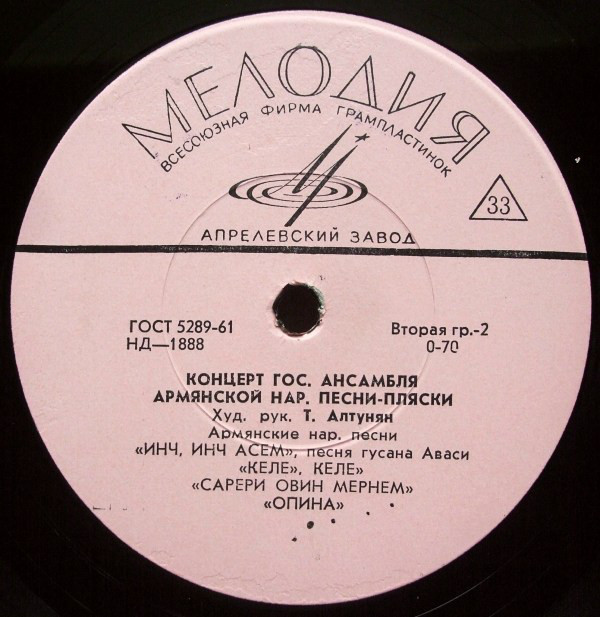 МЕЛОДИЯ
ВСЕСОЮЗНАЯ ФИРМА ГРАМПЛАСТИНОК
33
АПРЕЛЕВСКИЙ ЗАВОД
ГОСТ 5289-61
Вторая гр.-2
НД—1888
0-70
КОНЦЕРТ ГОС. АНСАМБЛЯ
АРМЯНСКОЙ НАР. ПЕСНИ-ПЛЯСКИ
Худ. рук. Т. Алтунян
Армянские нар. песни
«ИНЧ, ИНЧ АСЕМ», песня гусана Аваси
«КЕЛЕ», КЕЛЕ»
«САРЕРИ ОВИН МЕРНЕМ»
«ОПИНА»